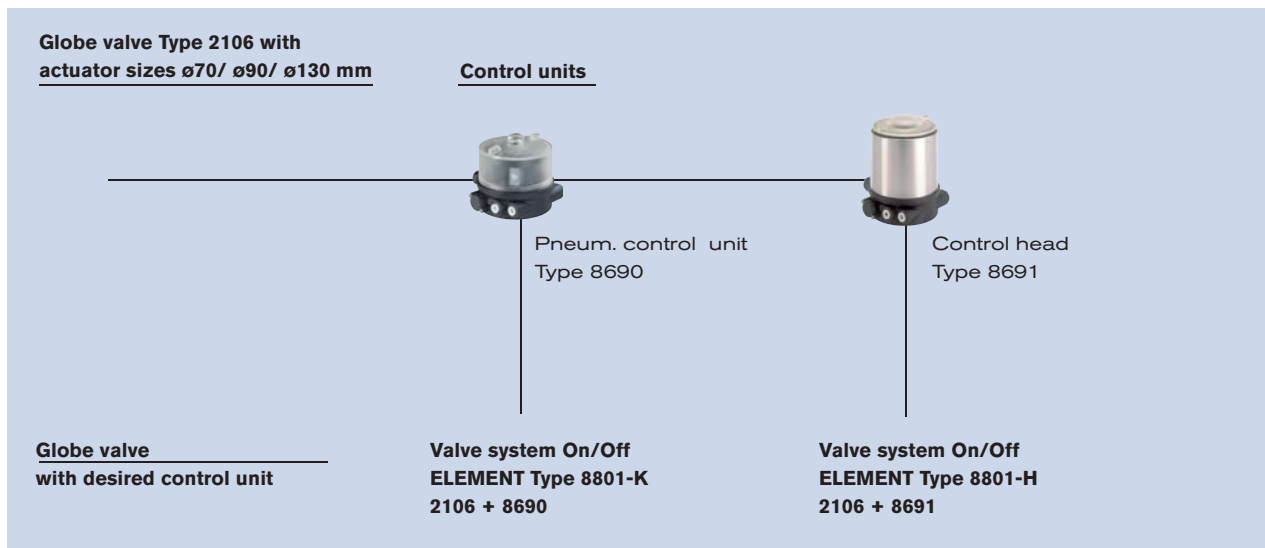 Globe valve Type 2106 with
actuator sizes ø70/ ø90/ ø130 mm
Control units
Pneum. control unit
Type 8690
Control head
Type 8691
Globe valve
with desired control unit
Valve system On/Off
ELEMENT Type 8801-K
2106 + 8690
Valve system On/Off
ELEMENT Type 8801-H
2106 + 8691